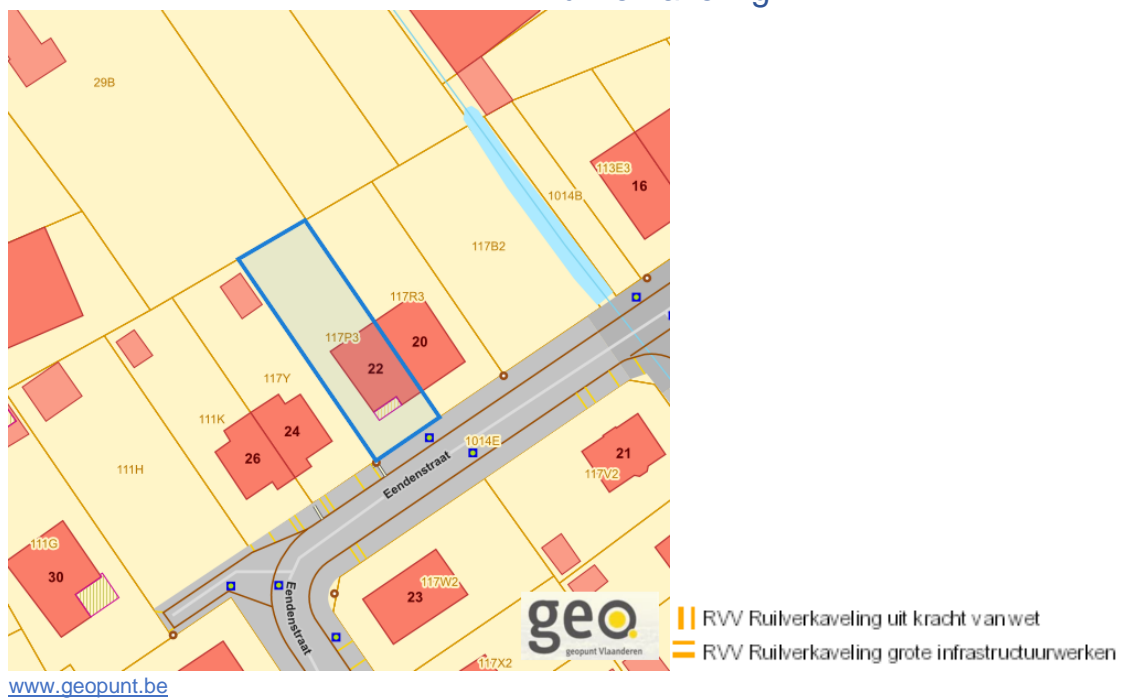 29B
113E3
16
1014B
117B2
117R3
20
117P3
22
117Y
111K
24
26
111H
1014E
Eendenstraat
21
117V2
111G
30
Eendenstraat
117W2
23
117X2
geo
geopunt Vlaanderen
RVV Ruilverkaveling uit kracht van wet
RVV Ruilverkaveling grote infrastructuurwerken
www.geopunt.be